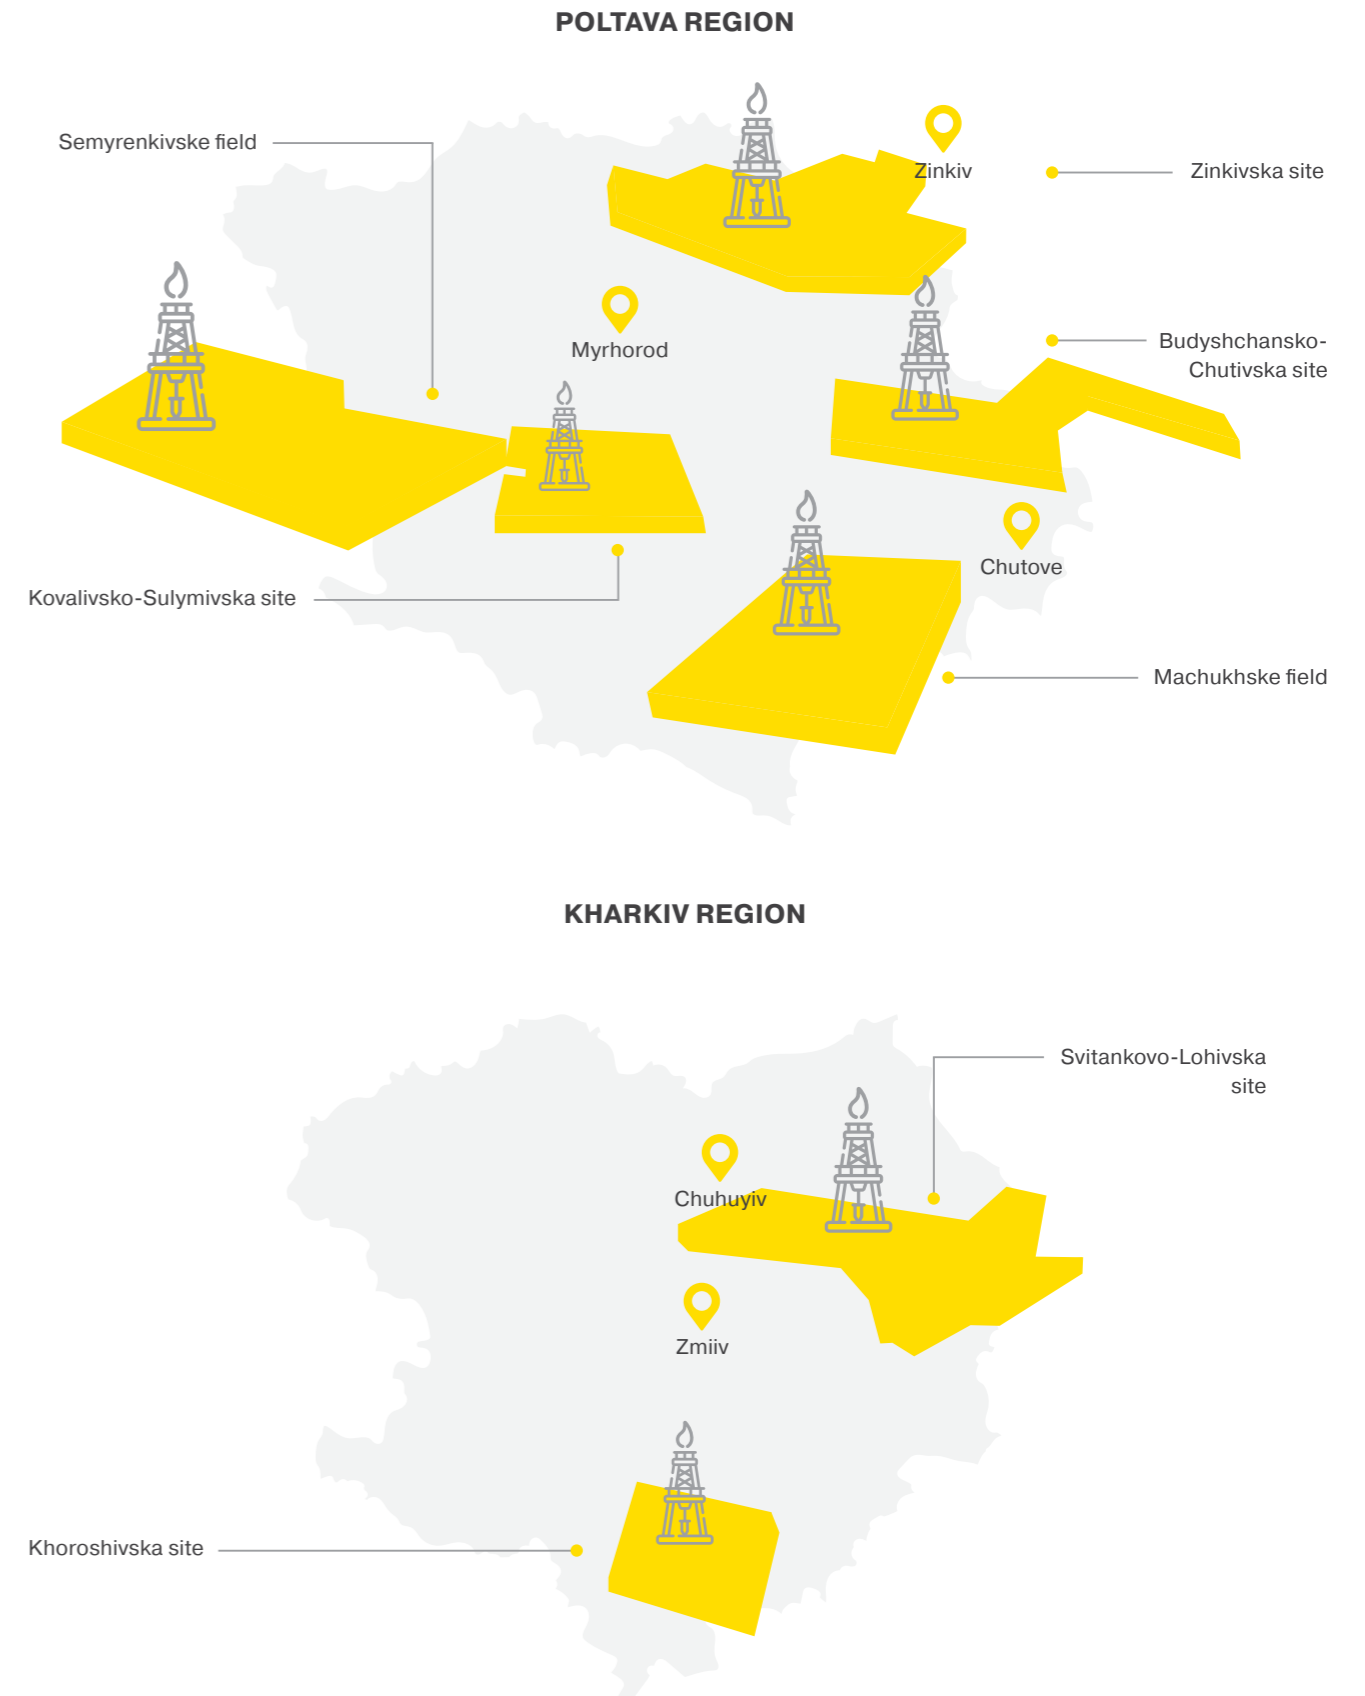 POLTAVA REGION
Semyrenkivske field
Zinkiv
Zinkivska site
Myrhorod
Budyshchansko-
Chutivska site
Chutove
Kovalivsko-Sulymivska site
Machukhske field
KHARKIV REGION
Svitankovo-Lohivska
site
Chuhuyiv
Zmiiv
Khoroshivska site